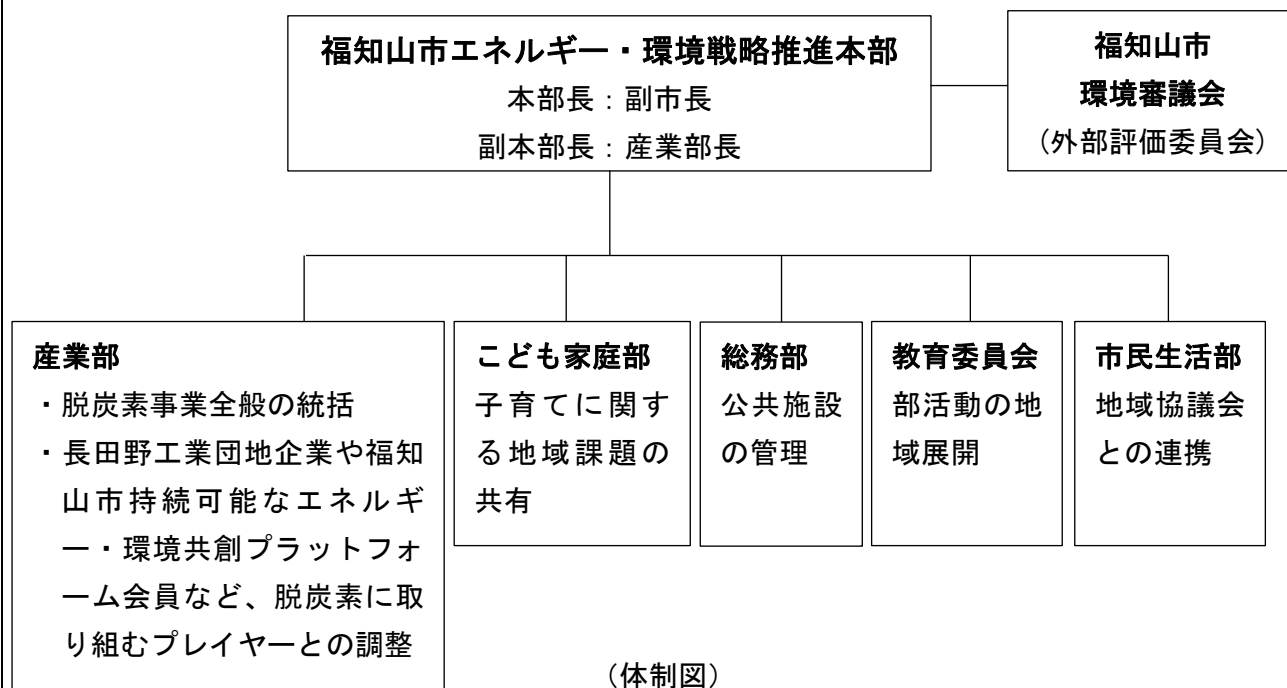 福知山市エネルギー・環境戦略推進本部
本部長：副市長
副本部長：産業部長
福知山市
環境審議会
（外部評価委員会）
産業部
・脱炭素事業全般の統括
・長田野工業団地企業や福知
山市持続可能なエネルギ
ー・環境共創プラットフォ
ーム会員など、脱炭素に取
り組むプレイヤーとの調整
こども家庭部
子育てに関す
る地域課題の
共有
総務部
公共施設
の管理
教育委員会
部活動の地
域展開
市民生活部
地域協議会
との連携
（体制図）